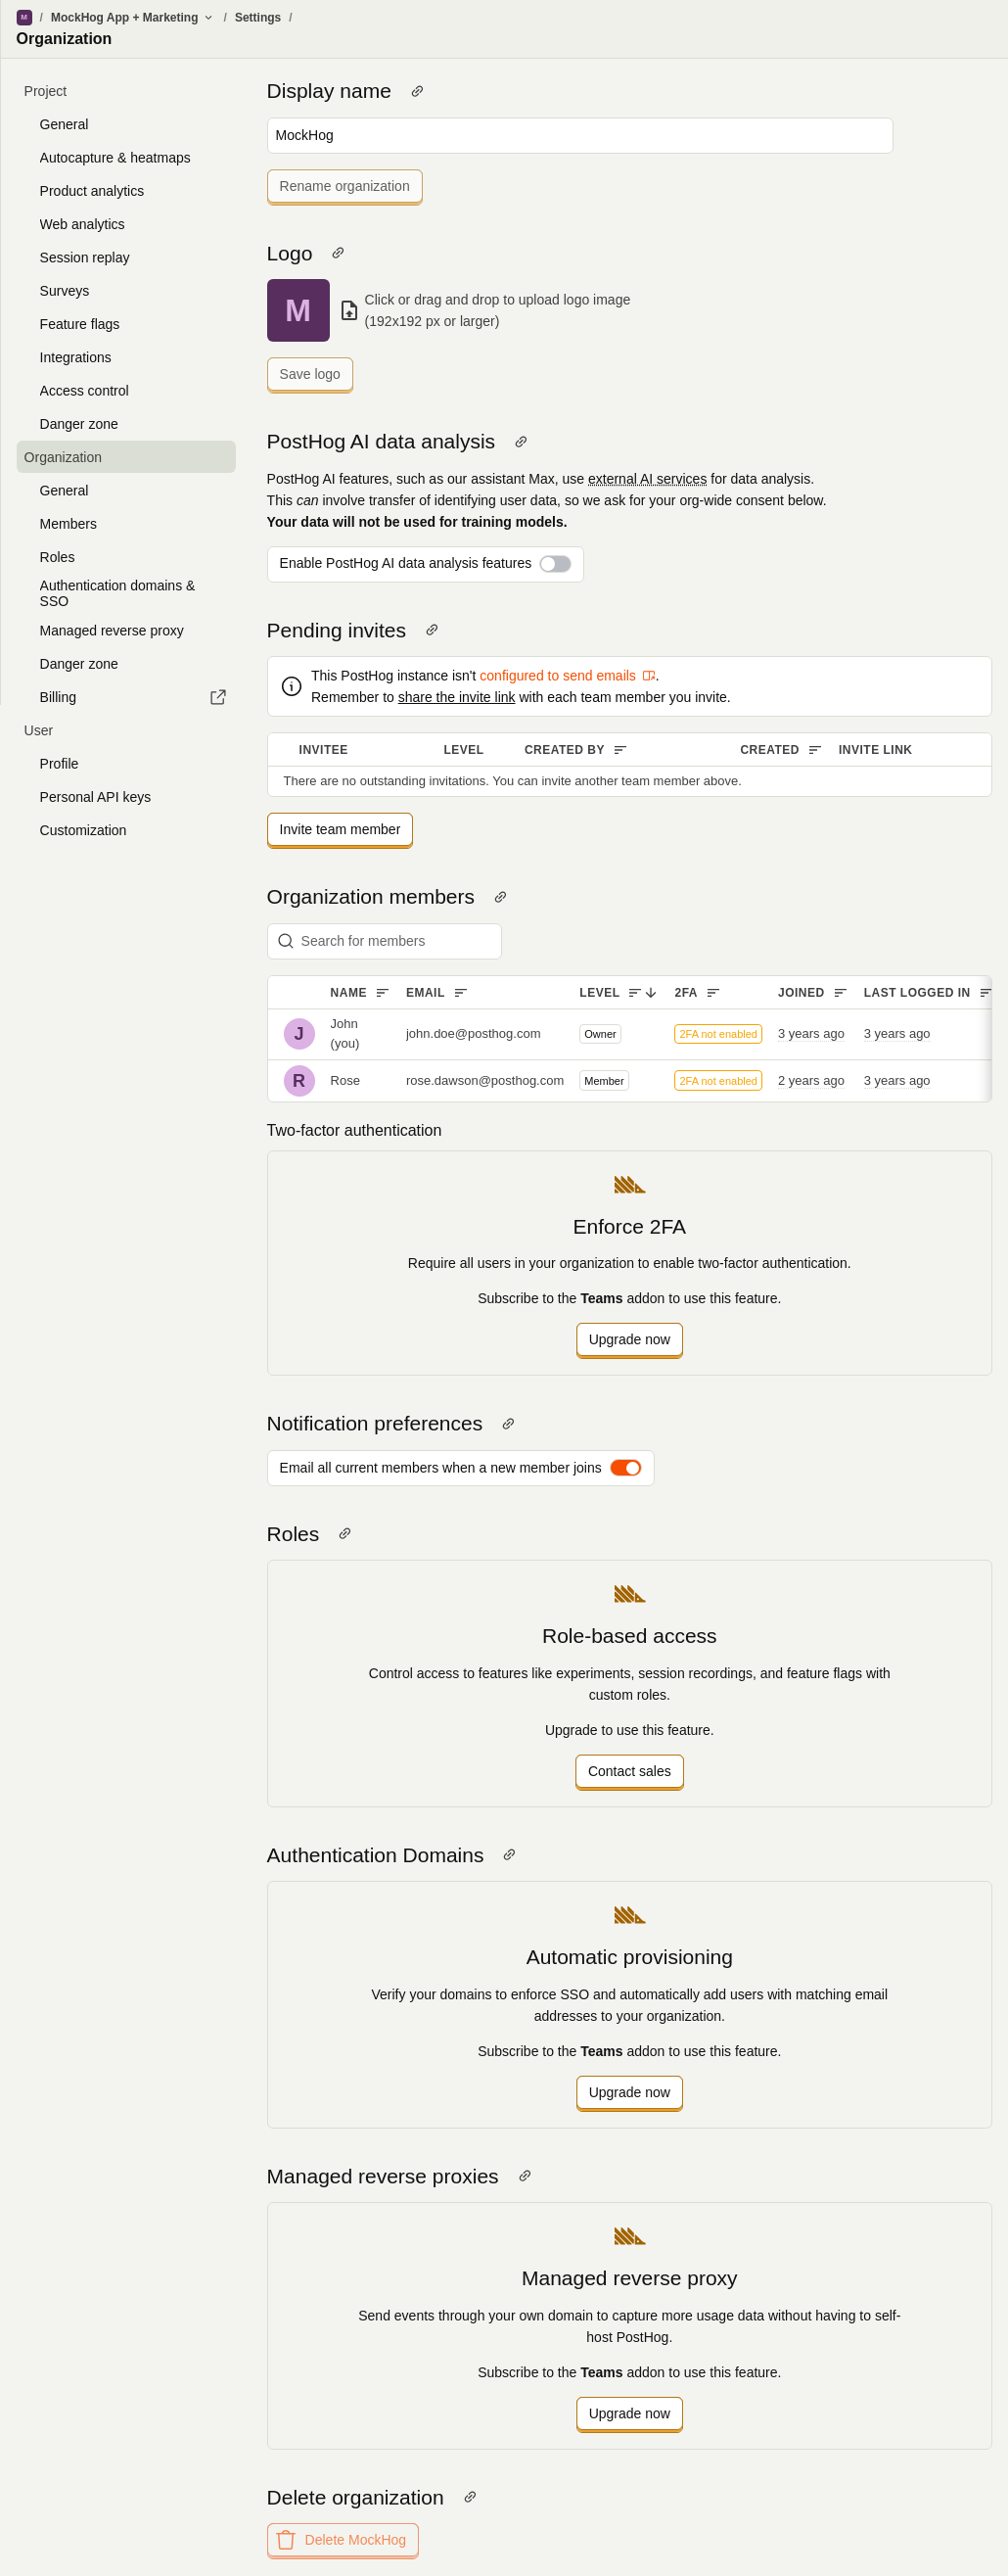 M / MockHog App + Marketing / Settings /
Organization
Project
General
Autocapture & heatmaps
Product analytics
Web analytics
Session replay
Surveys
Feature flags
Integrations
Access control
Danger zone
Organization
General
Members
Roles
Authentication domains &
SSO
Managed reverse proxy
Danger zone
Billing
User
Profile
Personal API keys
Customization
Display name
MockHog
Rename organization
Logo
M
Click or drag and drop to upload logo image
(192x192 px or larger)
Save logo
PostHog AI data analysis
PostHog AI features, such as our assistant Max, use external AI services for data analysis.
This can involve transfer of identifying user data, so we ask for your org-wide consent below.
Your data will not be used for training models.
Enable PostHog AI data analysis features
Pending invites
This PostHog instance isn't configured to send emails .
Remember to share the invite link with each team member you invite.
INVITEE LEVEL CREATED BY CREATED INVITE LINK
There are no outstanding invitations. You can invite another team member above.
Invite team member
Organization members
Search for members
NAME EMAIL LEVEL 2FA JOINED LAST LOGGED IN
J John
(you) john.doe@posthog.com Owner 2FA not enabled 3 years ago 3 years ago
R Rose rose.dawson@posthog.com Member 2FA not enabled 2 years ago 3 years ago
Two-factor authentication
Enforce 2FA
Require all users in your organization to enable two-factor authentication.
Subscribe to the Teams addon to use this feature.
Upgrade now
Notification preferences
Email all current members when a new member joins
Roles
Role-based access
Control access to features like experiments, session recordings, and feature flags with
custom roles.
Upgrade to use this feature.
Contact sales
Authentication Domains
Automatic provisioning
Verify your domains to enforce SSO and automatically add users with matching email
addresses to your organization.
Subscribe to the Teams addon to use this feature.
Upgrade now
Managed reverse proxies
Managed reverse proxy
Send events through your own domain to capture more usage data without having to self-
host PostHog.
Subscribe to the Teams addon to use this feature.
Upgrade now
Delete organization
Delete MockHog